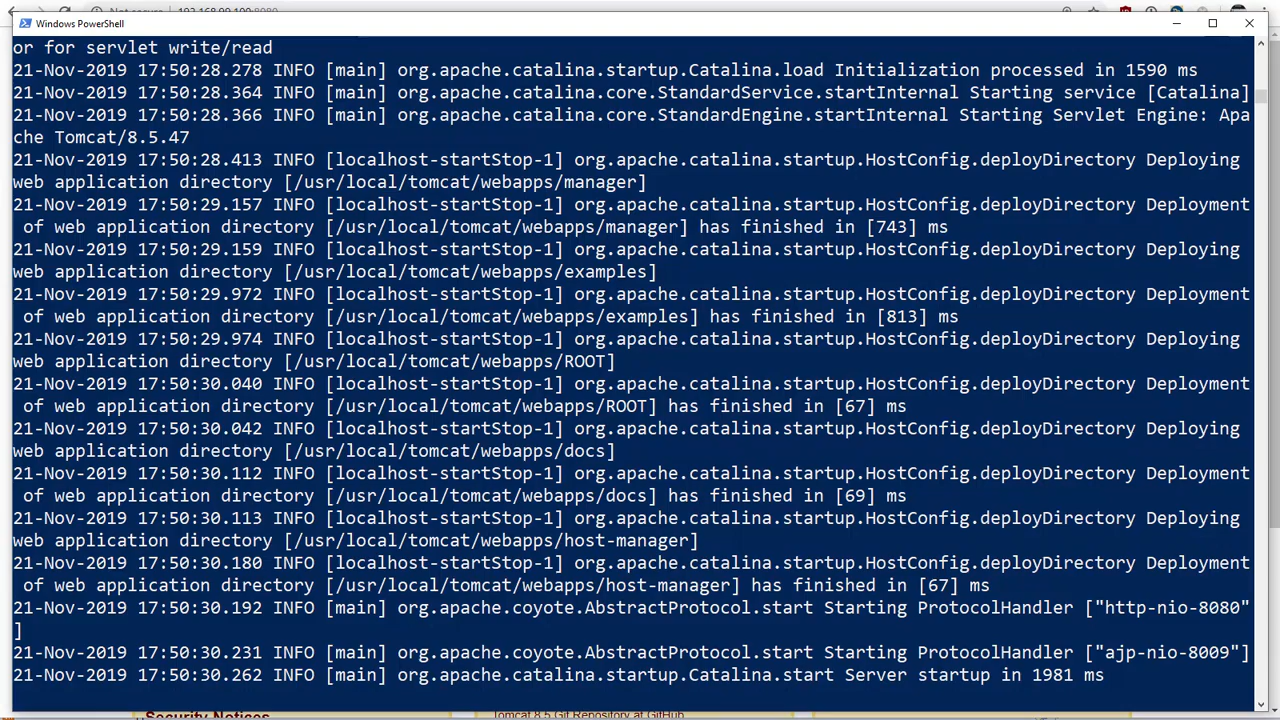 Not secure 192.168.99.100:8080
Windows PowerShell
or for servlet write/read
21-Nov-2019 17:50:28.278 INFO [main] org.apache.catalina.startup.Catalina.load Initialization processed in 1590 ms
21-Nov-2019 17:50:28.364 INFO [main] org.apache.catalina.core.StandardService.startInternal Starting service [Catalina]
21-Nov-2019 17:50:28.366 INFO [main] org.apache.catalina.core.StandardEngine.startInternal Starting Servlet Engine: Apa
che Tomcat/8.5.47
21-Nov-2019 17:50:28.413 INFO [localhost-startStop-1] org.apache.catalina.startup.HostConfig.deployDirectory Deploying
web application directory [/usr/local/tomcat/webapps/manager]
21-Nov-2019 17:50:29.157 INFO [localhost-startStop-1] org.apache.catalina.startup.HostConfig.deployDirectory Deployment
of web application directory [/usr/local/tomcat/webapps/manager] has finished in [743] ms
21-Nov-2019 17:50:29.159 INFO [localhost-startStop-1] org.apache.catalina.startup.HostConfig.deployDirectory Deploying
web application directory [/usr/local/tomcat/webapps/examples]
21-Nov-2019 17:50:29.972 INFO [localhost-startStop-1] org.apache.catalina.startup.HostConfig.deployDirectory Deployment
of web application directory [/usr/local/tomcat/webapps/examples] has finished in [813] ms
21-Nov-2019 17:50:29.974 INFO [localhost-startStop-1] org.apache.catalina.startup.HostConfig.deployDirectory Deploying
web application directory [/usr/local/tomcat/webapps/ROOT]
21-Nov-2019 17:50:30.040 INFO [localhost-startStop-1] org.apache.catalina.startup.HostConfig.deployDirectory Deployment
of web application directory [/usr/local/tomcat/webapps/ROOT] has finished in [67] ms
21-Nov-2019 17:50:30.042 INFO [localhost-startStop-1] org.apache.catalina.startup.HostConfig.deployDirectory Deploying
web application directory [/usr/local/tomcat/webapps/docs]
21-Nov-2019 17:50:30.112 INFO [localhost-startStop-1] org.apache.catalina.startup.HostConfig.deployDirectory Deployment
of web application directory [/usr/local/tomcat/webapps/docs] has finished in [69] ms
21-Nov-2019 17:50:30.113 INFO [localhost-startStop-1] org.apache.catalina.startup.HostConfig.deployDirectory Deploying
web application directory [/usr/local/tomcat/webapps/host-manager]
21-Nov-2019 17:50:30.180 INFO [localhost-startStop-1] org.apache.catalina.startup.HostConfig.deployDirectory Deployment
of web application directory [/usr/local/tomcat/webapps/host-manager] has finished in [67] ms
21-Nov-2019 17:50:30.192 INFO [main] org.apache.coyote.AbstractProtocol.start Starting ProtocolHandler ["http-nio-8080"
]
21-Nov-2019 17:50:30.231 INFO [main] org.apache.coyote.AbstractProtocol.start Starting ProtocolHandler ["ajp-nio-8009"]
21-Nov-2019 17:50:30.262 INFO [main] org.apache.catalina.startup.Catalina.start Server startup in 1981 ms
Security Notices
Tomcat 8.5 Git Repository at GitHub